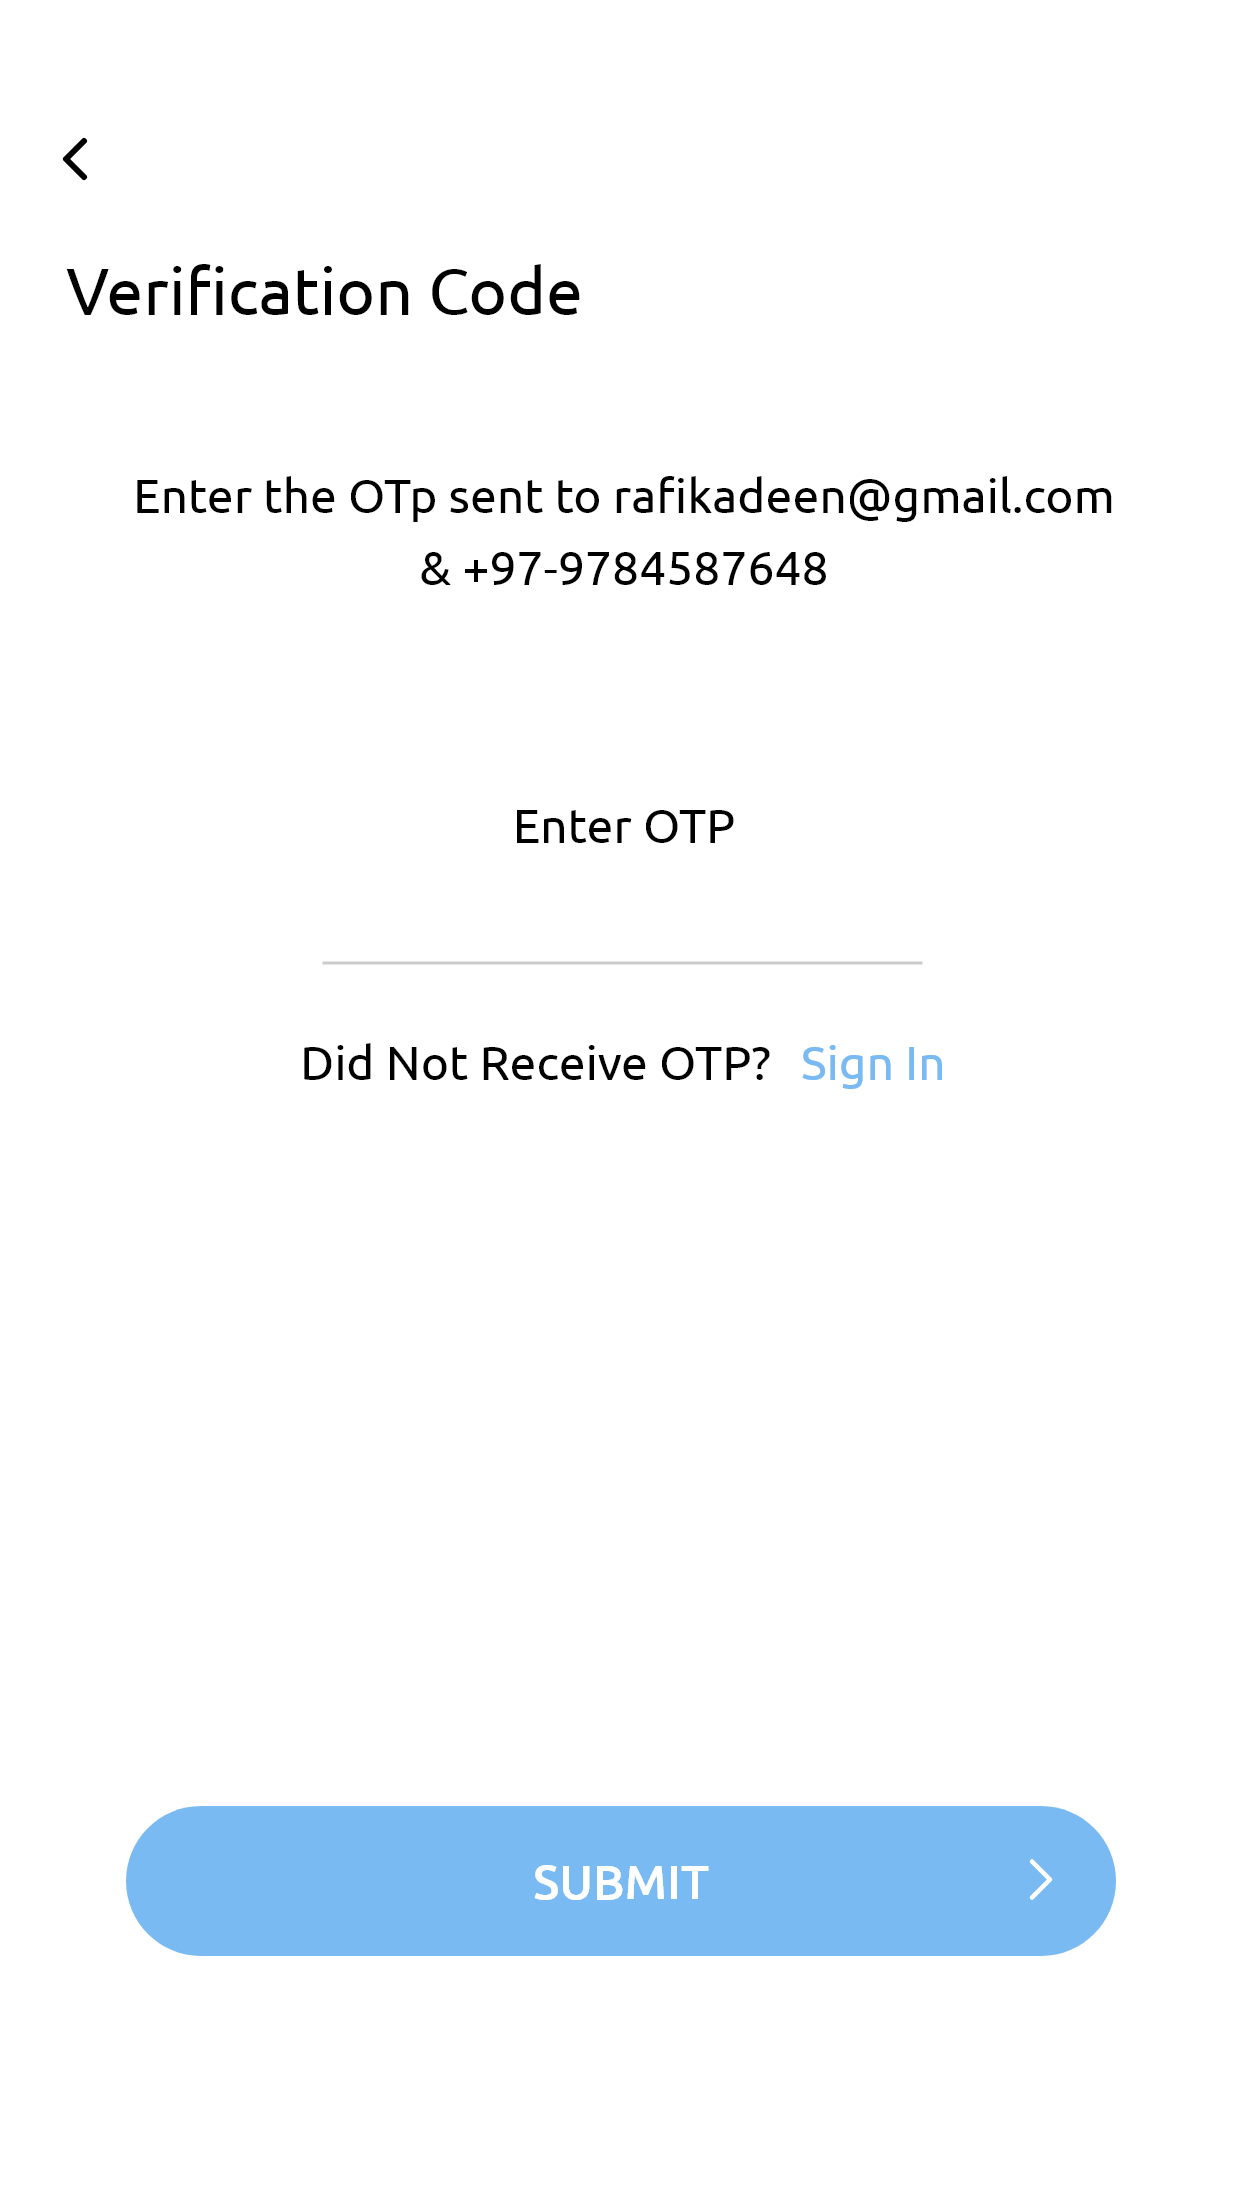 Verification Code
Enter the OTp sent to rafikadeen@gmail.com
& +97-9784587648
Enter OTP
Did Not Receive OTP? Sign In
SUBMIT